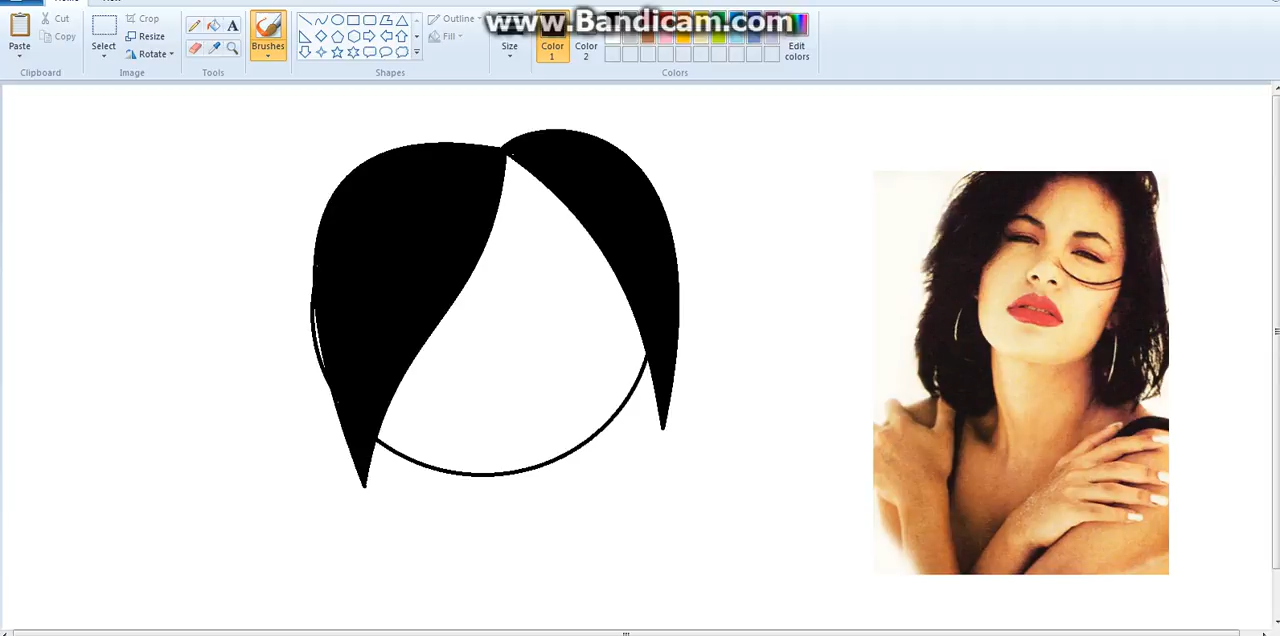 www.Bandicam.com
Cut
Crop
Outline
Copy
Resize
Fill
Paste
Select
Rotate
Brushes
Size
Color
1
Color
2
Edit
colors
Clipboard
Image
Tools
Shapes
Colors